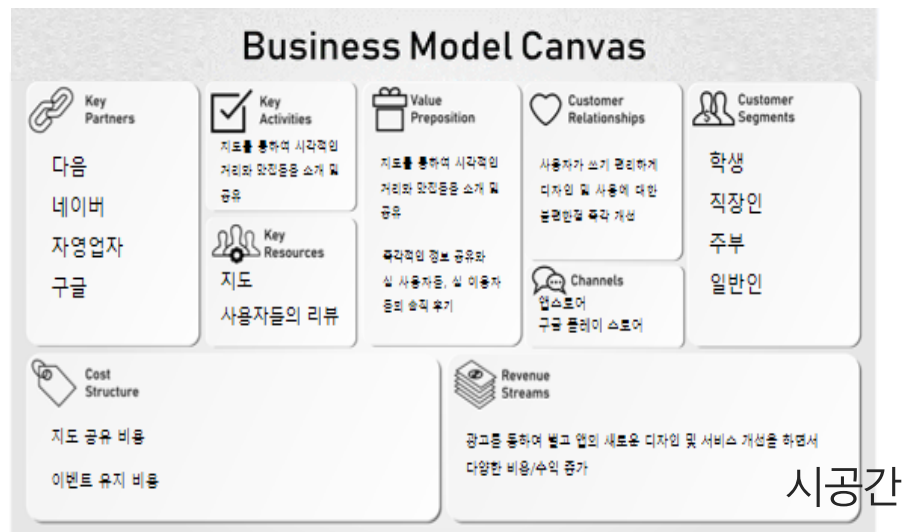 Business Model Canvas
Key
Partners
다음
네이버
자영업자
구글
Key
Activities
지도를 통하여 시각적인
거리와 맛집등을 소개 및
공유
Key
Resources
지도
사용자들의 리뷰
Value
Preposition
지도를 통하여 시각적인
거리와 맛집등을 소개 및
공유
즉각적인 정보 공유와
실 사용자들, 실 이용자
들의 솔직 후기
Customer
Relationships
사용자가 쓰기 편리하게
디자인 및 사용에 대한
불편한점 즉각 개선
Channels
앱스토어
구글 플레이 스토어
Customer
Segments
학생
직장인
주부
일반인
Cost
Structure
지도 공유 비용
이벤트 유지 비용
Revenue
Streams
광고를 통하여 벌고 앱의 새로운 디자인 및 서비스 개선을 하면서
다양한 비용/수익 증가
시공간